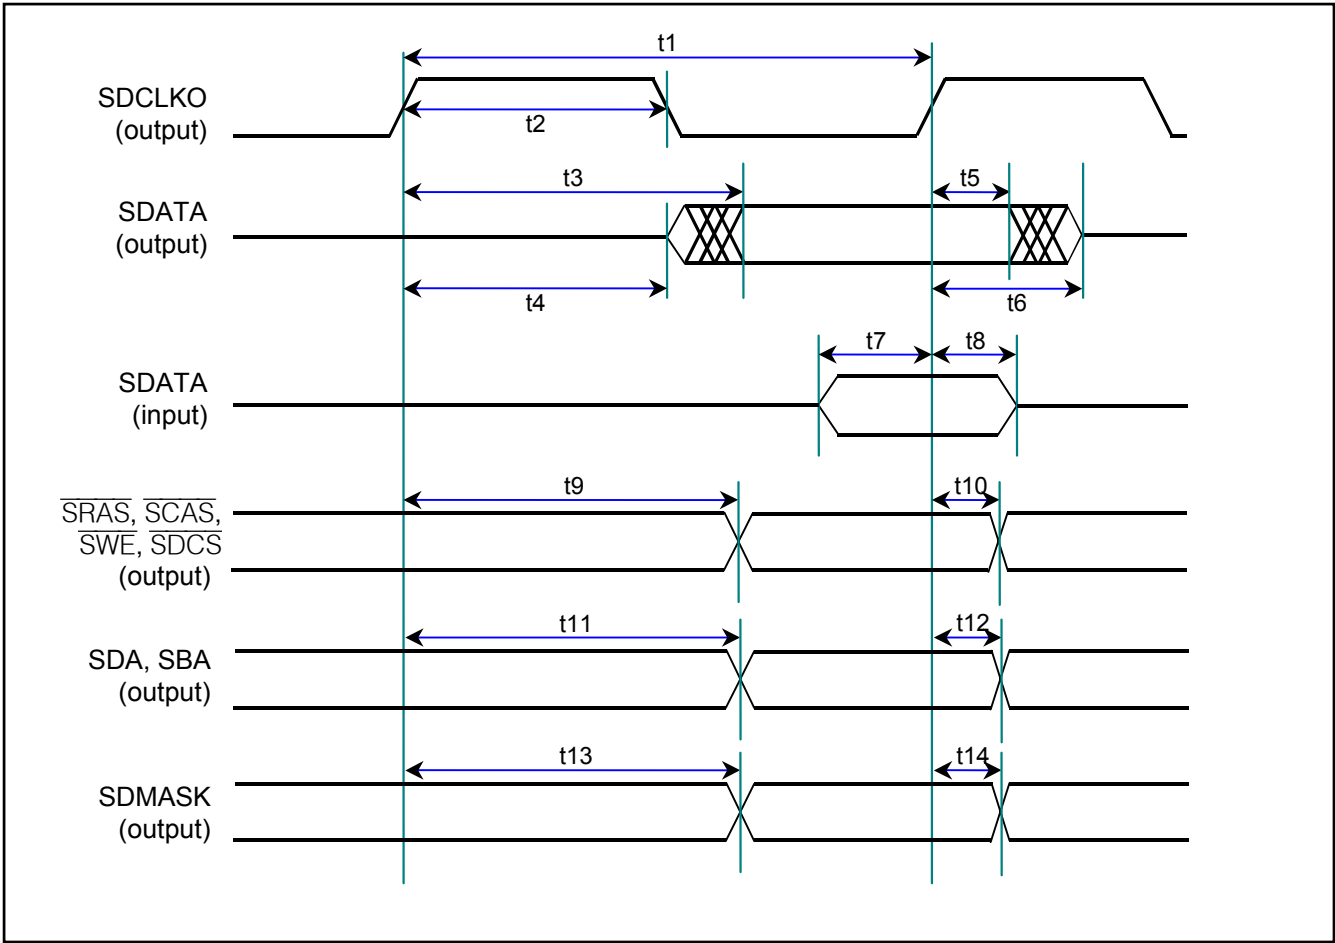 t1
SDCLKO
(output)
t2
t3
t5
SDATA
(output)
t4
t6
t7
t8
SDATA
(input)
t9
t10
SRAS, SCAS,
SWE, SDCS
(output)
t11
t12
SDA, SBA
(output)
t13
t14
SDMASK
(output)